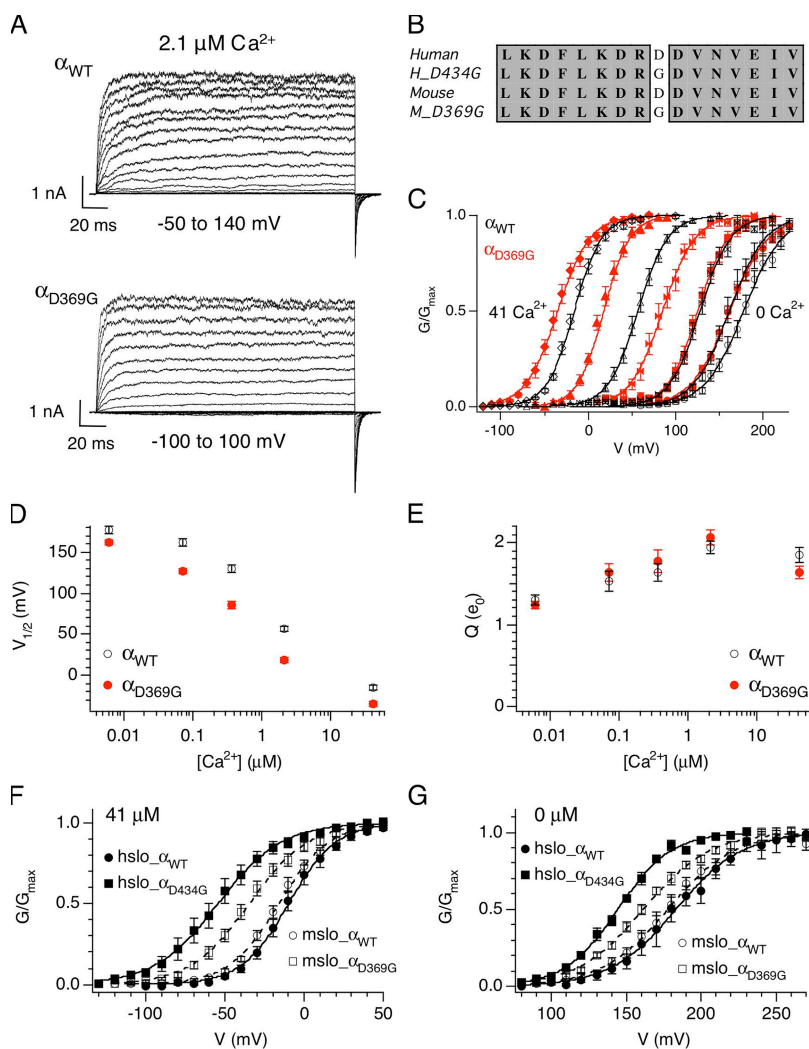 A
2.1 μM Ca2+
αWT
1 nA
20 ms
-50 to 140 mV
αD369G
1 nA
20 ms
-100 to 100 mV
B
Human L K D F L K D R D D V N V E I V
H_D434G L K D F L K D R G D V N V E I V
Mouse L K D F L K D R D D V N V E I V
M_D369G L K D F L K D R G D V N V E I V
C
G/Gmax
1.0
0.5
0.0
αWT
αD369G
41 Ca2+
0 Ca2+
-100 0 100 200
V (mV)
D
V1/2 (mV)
150
100
50
0
αWT
αD369G
0.01 0.1 1 10
[Ca2+] (μM)
E
Q (e0)
2
1
0
αWT
αD369G
0.01 0.1 1 10
[Ca2+] (μM)
F
41 μM
G/Gmax
1.0
0.5
0.0
hslo_αWT
hslo_αD434G
mslo_αWT
mslo_αD369G
-100 -50 0 50
V (mV)
G
0 μM
G/Gmax
1.0
0.5
0.0
hslo_αWT
hslo_αD434G
mslo_αWT
mslo_αD369G
100 150 200 250
V (mV)